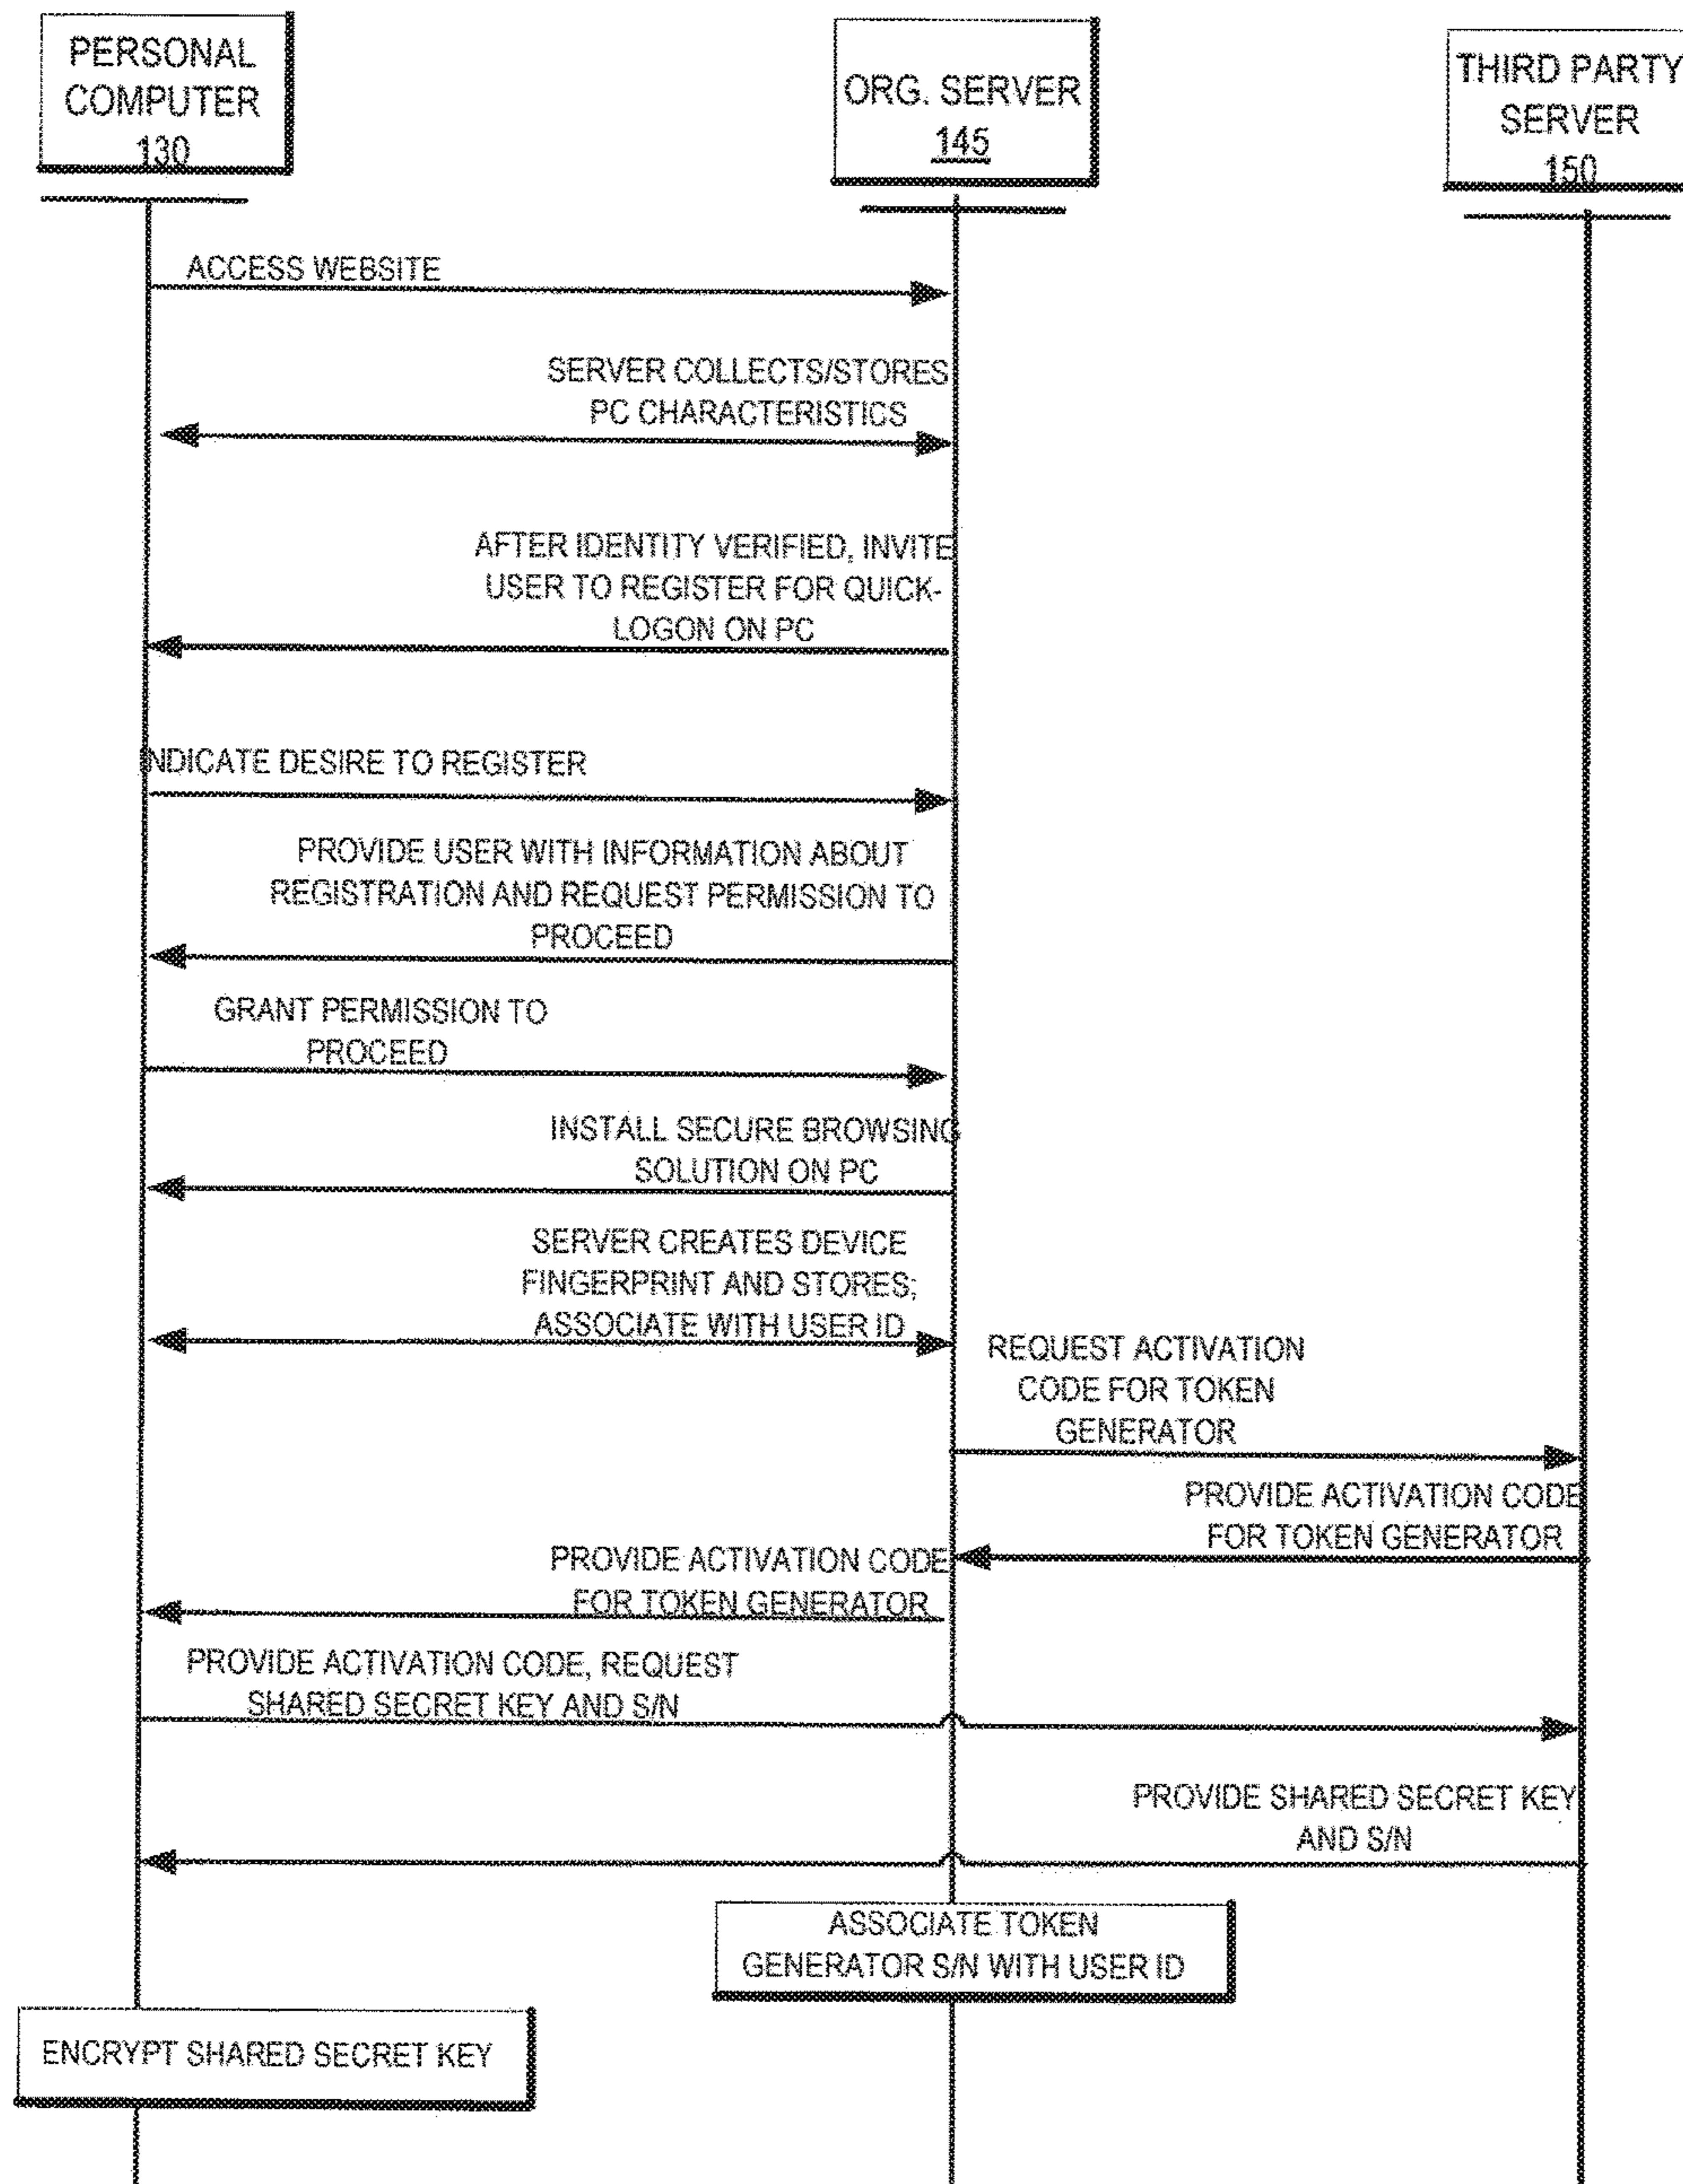 PERSONAL
COMPUTER
130
ORG. SERVER
145
THIRD PARTY
SERVER
150
ACCESS WEBSITE
SERVER COLLECTS/STORES
PC CHARACTERISTICS
AFTER IDENTITY VERIFIED, INVITE
USER TO REGISTER FOR QUICK-
LOGON ON PC
INDICATE DESIRE TO REGISTER
PROVIDE USER WITH INFORMATION ABOUT
REGISTRATION AND REQUEST PERMISSION TO
PROCEED
GRANT PERMISSION TO
PROCEED
INSTALL SECURE BROWSING
SOLUTION ON PC
SERVER CREATES DEVICE
FINGERPRINT AND STORES;
ASSOCIATE WITH USER ID
REQUEST ACTIVATION
CODE FOR TOKEN
GENERATOR
PROVIDE ACTIVATION CODE
FOR TOKEN GENERATOR
PROVIDE ACTIVATION CODE
FOR TOKEN GENERATOR
PROVIDE ACTIVATION CODE, REQUEST
SHARED SECRET KEY AND S/N
PROVIDE SHARED SECRET KEY
AND S/N
ASSOCIATE TOKEN
GENERATOR S/N WITH USER ID
ENCRYPT SHARED SECRET KEY